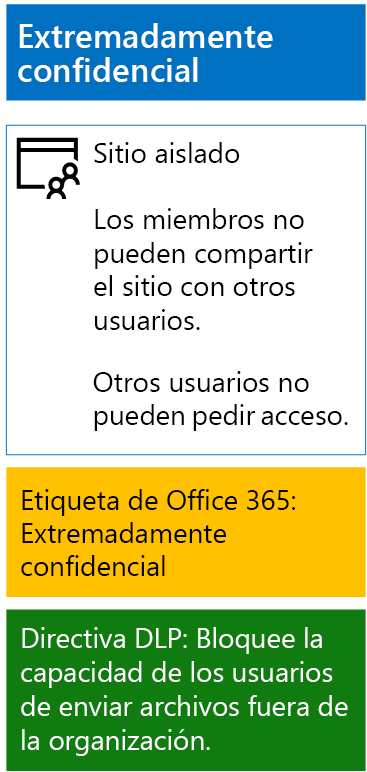 Extremadamente
confidencial
Sitio aislado
Los miembros no
pueden compartir
el sitio con otros
usuarios.
Otros usuarios no
pueden pedir acceso.
Etiqueta de Office 365:
Extremadamente
confidencial
Directiva DLP: Bloquee la
capacidad de los usuarios
de enviar archivos fuera de
la organización.